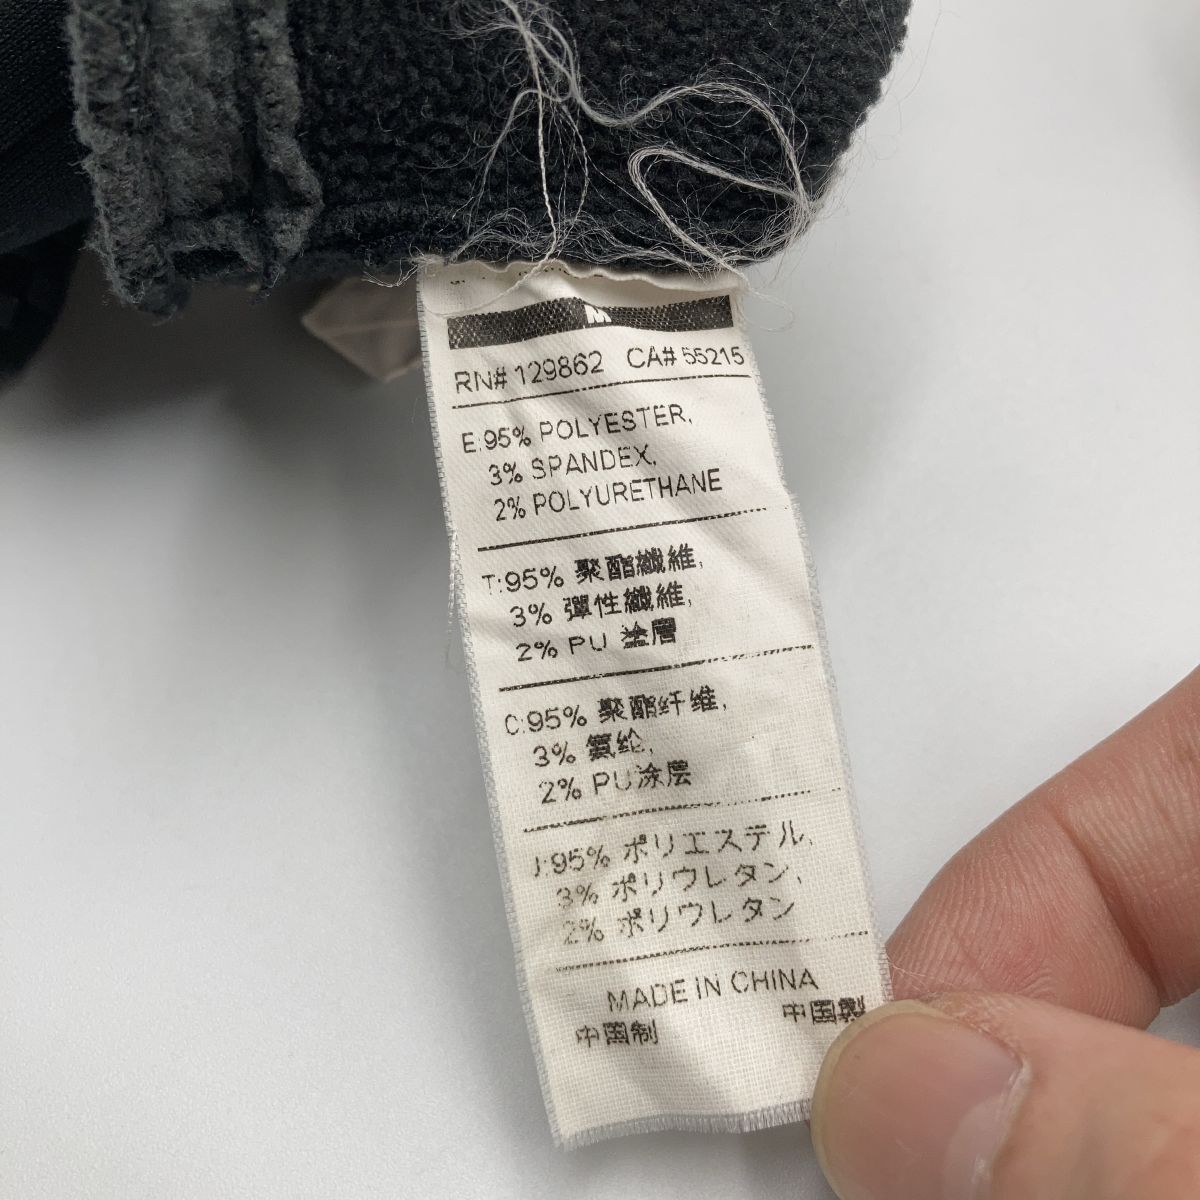 M
RN# 129862 CA# 55215
E:95% POLYESTER,
3% SPANDEX,
2% POLYURETHANE
T:95% 聚酯纖維,
3% 彈性纖維,
2% PU 塗層
C:95% 聚酯纤维,
3% 氨纶,
2% PU涂层
J:95% ポリエステル,
3% ポリウレタン,
2% ポリウレタン
MADE IN CHINA
中国制 中国製